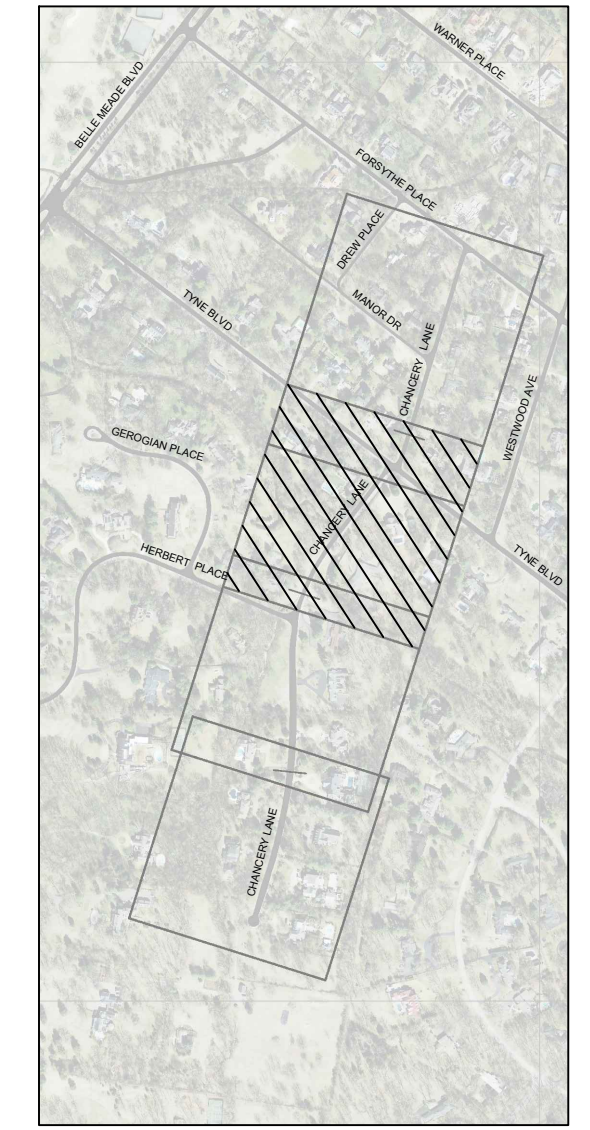 WARNER PLACE
BELLE MEADE BLVD
FORSYTHE PLACE
DREW PLACE
MANOR DR
TYNE BLVD
CHANCERY LANE
WESTWOOD AVE
GEROGIAN PLACE
CHANCERY LANE
HERBERT PLACE
TYNE BLVD
CHANCERY LANE